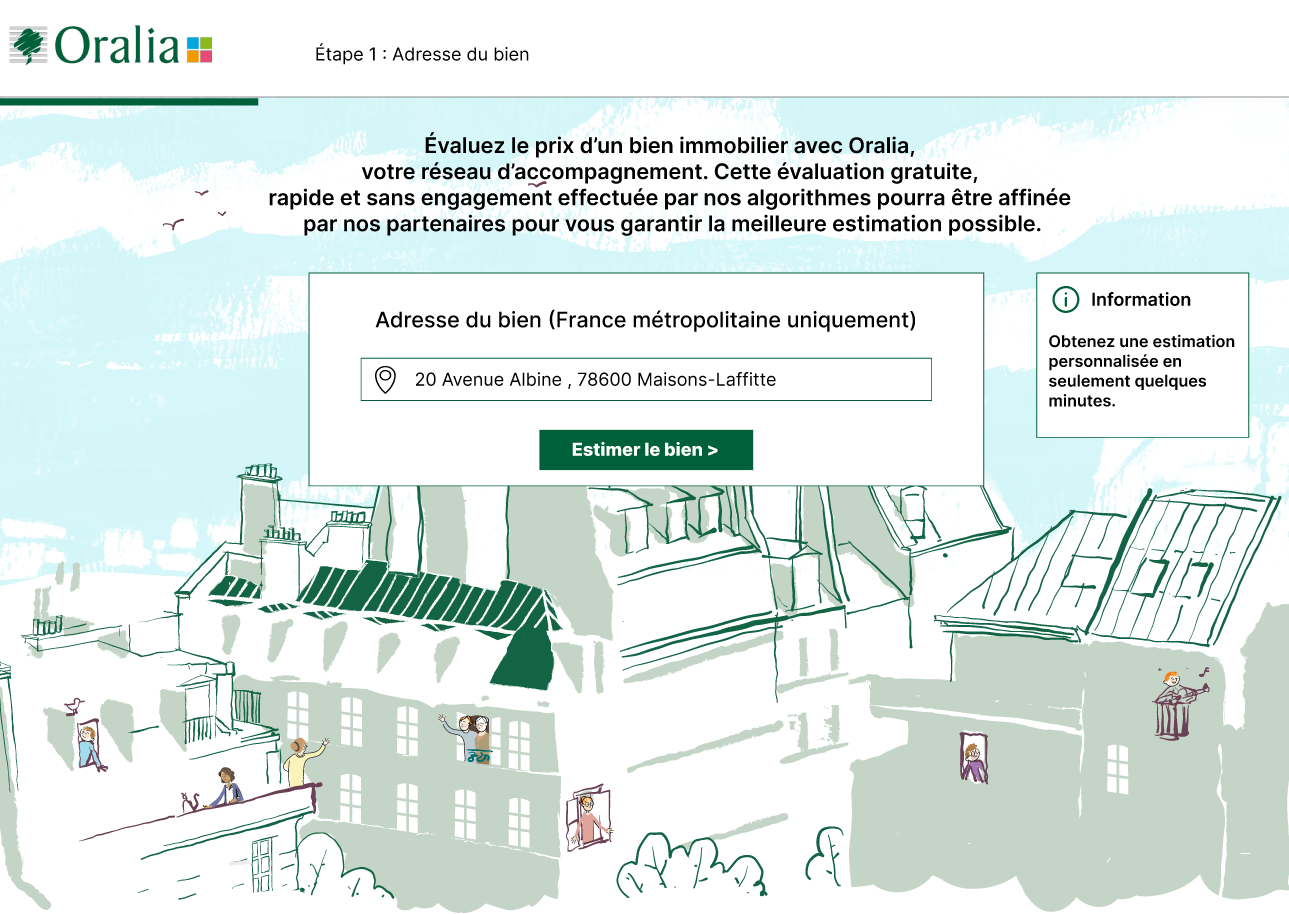 Oralia
Étape 1 : Adresse du bien
Évaluez le prix d’un bien immobilier avec Oralia,
votre réseau d’accompagnement. Cette évaluation gratuite,
rapide et sans engagement effectuée par nos algorithmes pourra être affinée
par nos partenaires pour vous garantir la meilleure estimation possible.
Adresse du bien (France métropolitaine uniquement)
20 Avenue Albine , 78600 Maisons-Laffitte
Estimer le bien >
Information
Obtenez une estimation
personnalisée en
seulement quelques
minutes.